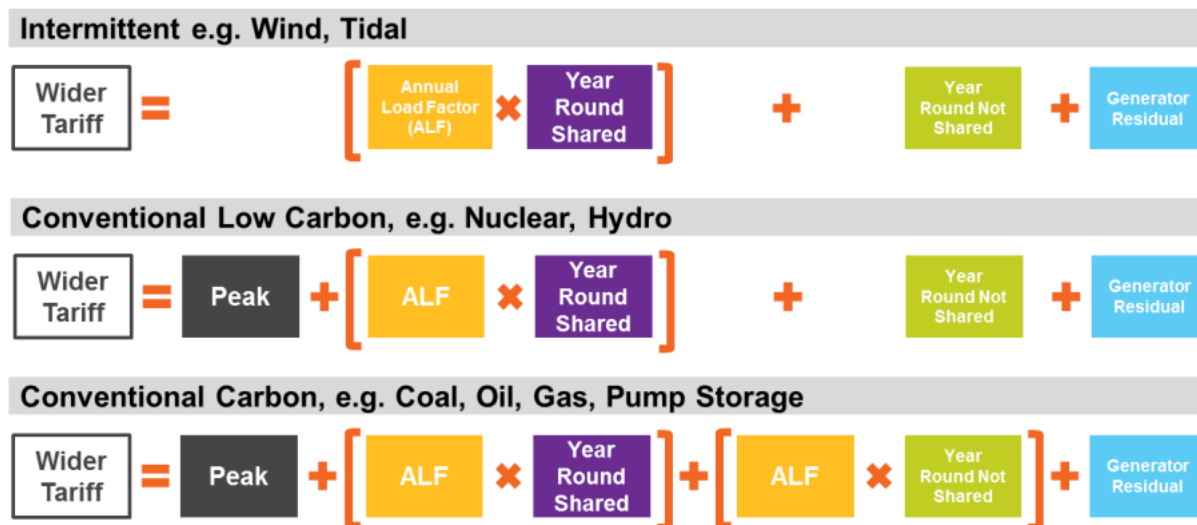 Intermittent e.g. Wind, Tidal
Wider
Tariff
=
[
Annual
Load Factor
(ALF)
×
Year
Round
Shared
]
+
Year
Round Not
Shared
+
Generator
Residual
Conventional Low Carbon, e.g. Nuclear, Hydro
Wider
Tariff
=
Peak
+
[
ALF
×
Year
Round
Shared
]
+
Year
Round Not
Shared
+
Generator
Residual
Conventional Carbon, e.g. Coal, Oil, Gas, Pump Storage
Wider
Tariff
=
Peak
+
[
ALF
×
Year
Round
Shared
]
+
[
ALF
×
Year
Round Not
Shared
]
+
Generator
Residual